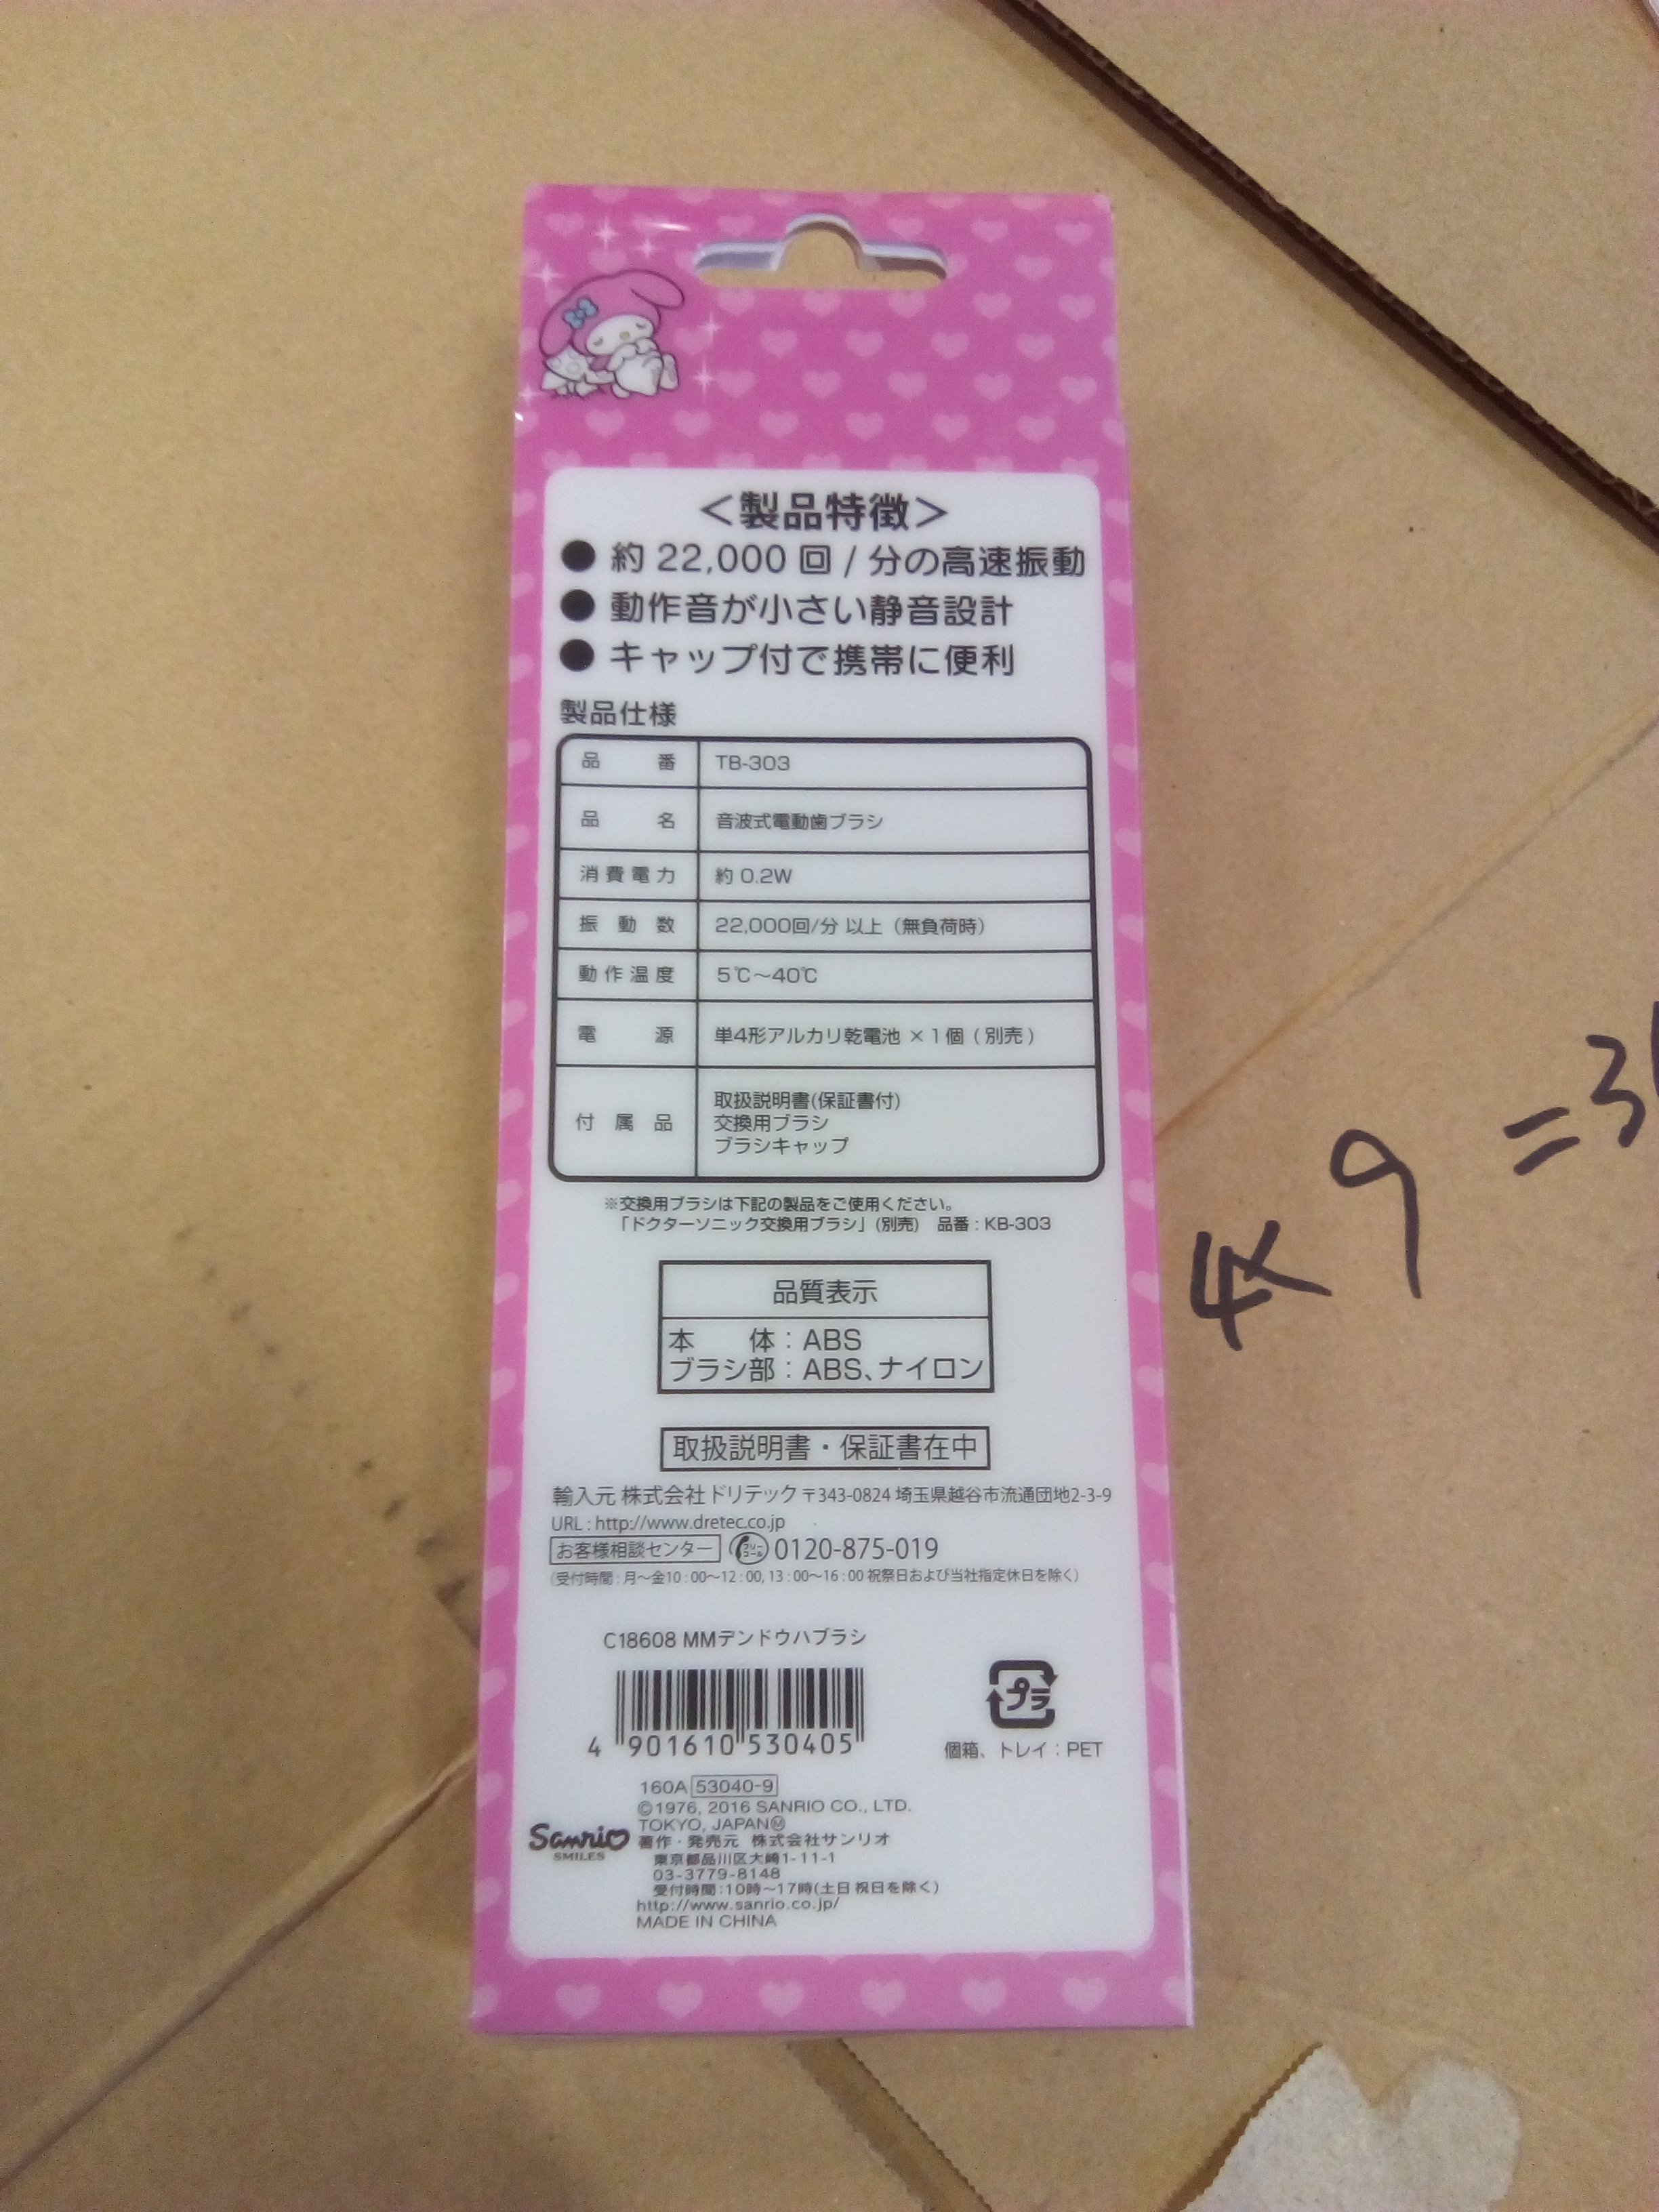 ＜製品特徴＞
● 約 22,000 回 / 分の高速振動
● 動作音が小さい静音設計
● キャップ付で携帯に便利
製品仕様
品番 TB-303
品名 音波式電動歯ブラシ
消費電力 約 0.2W
振動数 22,000回/分 以上（無負荷時）
動作温度 5℃～40℃
電源 単4形アルカリ乾電池 × 1 個 ( 別売 )
付属品 取扱説明書(保証書付)
交換用ブラシ
ブラシキャップ
※交換用ブラシは下記の製品をご使用ください。
「ドクターソニック交換用ブラシ」(別売) 品番 : KB-303
4× 9 = 3
品質表示
本体 : ABS
ブラシ部 : ABS、ナイロン
取扱説明書・保証書在中
輸入元 株式会社ドリテック 〒343-0824 埼玉県越谷市流通団地2-3-9
URL : http://www.dretec.co.jp
お客様相談センター フリーコール 0120-875-019
(受付時間 : 月～金10 : 00～12 : 00, 13 : 00～16 : 00 祝祭日および当社指定休日を除く)
C18608 MMデンドウハブラシ
4 901610 530405
プラ
個箱、トレイ : PET
160A 53040-9
©1976, 2016 SANRIO CO., LTD.
TOKYO, JAPANⓂ
Sanrio
SMILES
著作・発売元 株式会社サンリオ
東京都品川区大崎1-11-1
03-3779-8148
受付時間:10時～17時(土日 祝日を除く)
http://www.sanrio.co.jp/
MADE IN CHINA